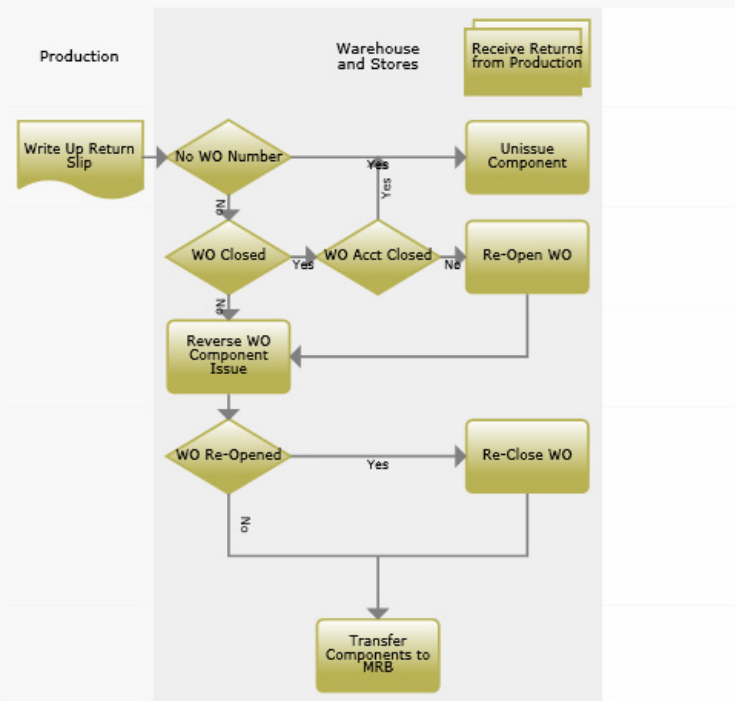 Production
Warehouse
and Stores
Receive Returns
from Production
Write Up Return
Slip
No WO Number
Yes
Unissue
Component
No
Yes
WO Closed
Yes
WO Acct Closed
No
Re-Open WO
No
Reverse WO
Component
Issue
WO Re-Opened
Yes
Re-Close WO
No
Transfer
Components to
MRB